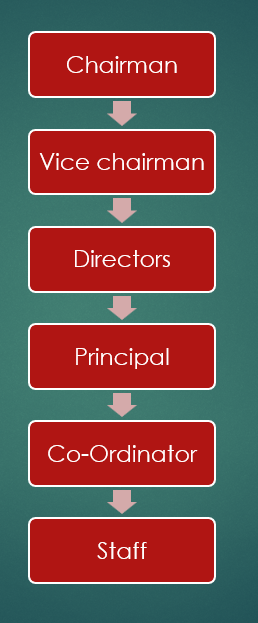 Chairman
Vice chairman
Directors
Principal
Co-Ordinator
Staff